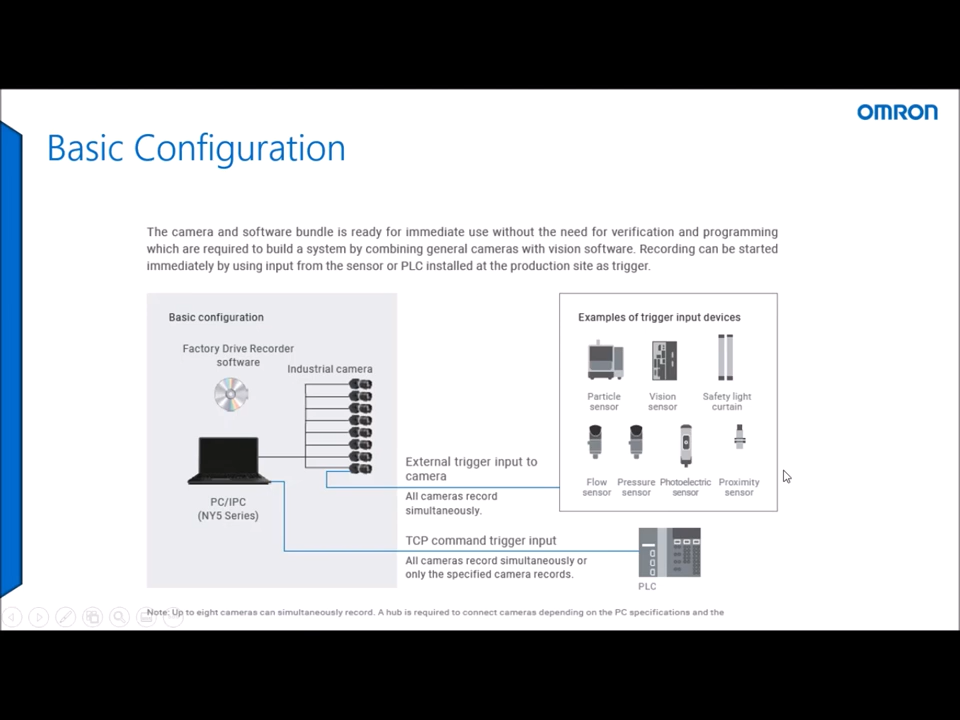 OMRON
Basic Configuration
The camera and software bundle is ready for immediate use without the need for verification and programming
which are required to build a system by combining general cameras with vision software. Recording can be started
immediately by using input from the sensor or PLC installed at the production site as trigger.
Basic configuration
Factory Drive Recorder
software
Industrial camera
PC/IPC
(NY5 Series)
External trigger input to
camera
All cameras record
simultaneously.
TCP command trigger input
All cameras record simultaneously or
only the specified camera records.
Examples of trigger input devices
Particle
sensor
Vision
sensor
Safety light
curtain
Flow
sensor
Pressure
sensor
Photoelectric
sensor
Proximity
sensor
PLC
Note: Up to eight cameras can simultaneously record. A hub is required to connect cameras depending on the PC specifications and the